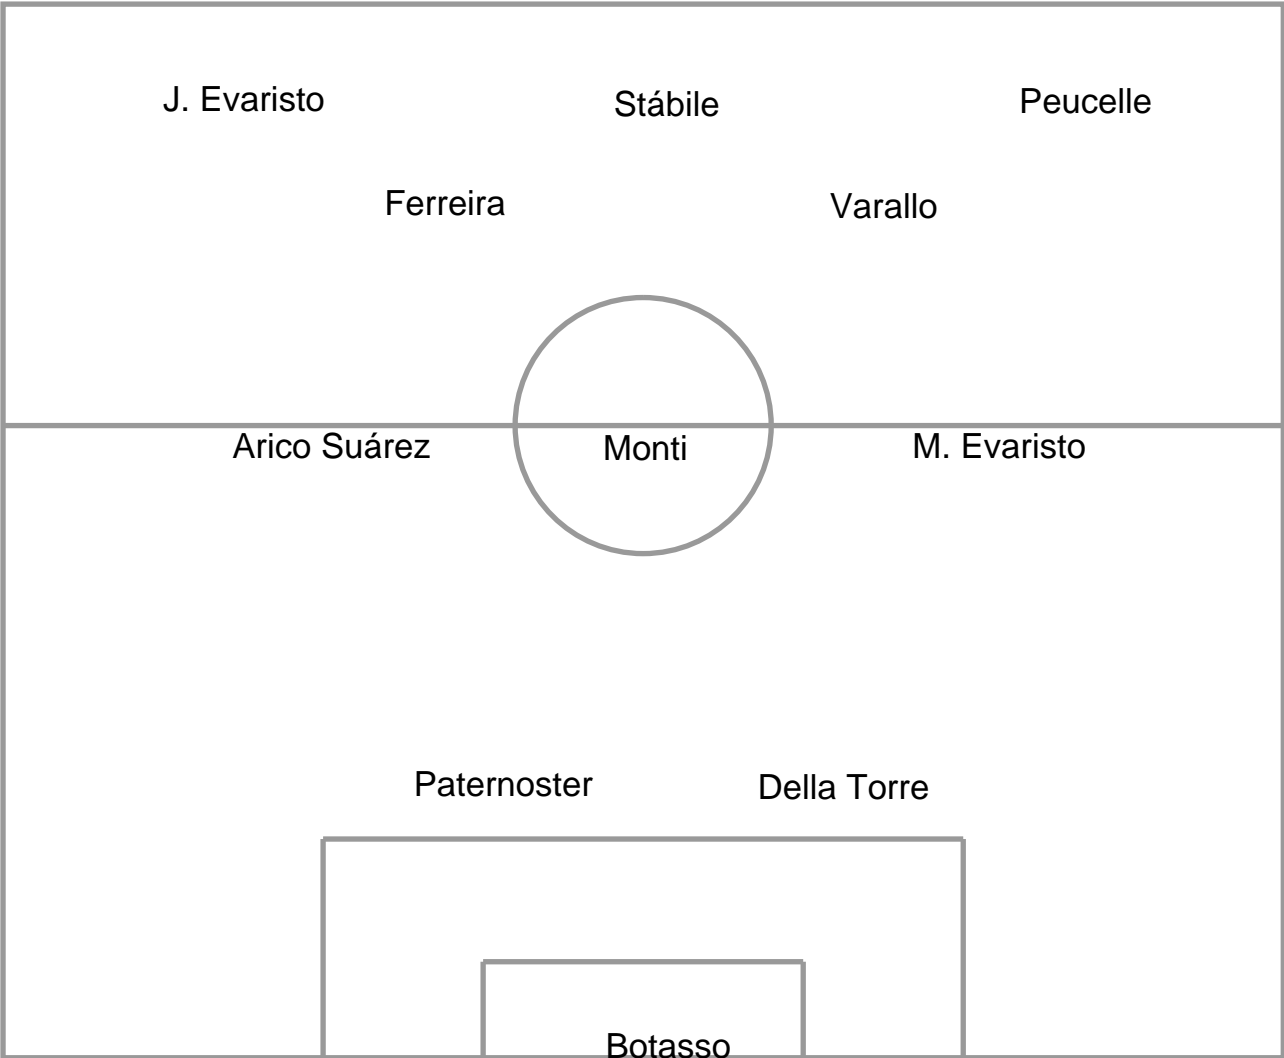 J. Evaristo
Stábile
Peucelle
Ferreira
Varallo
Arico Suárez
Monti
M. Evaristo
Paternoster
Della Torre
Botasso